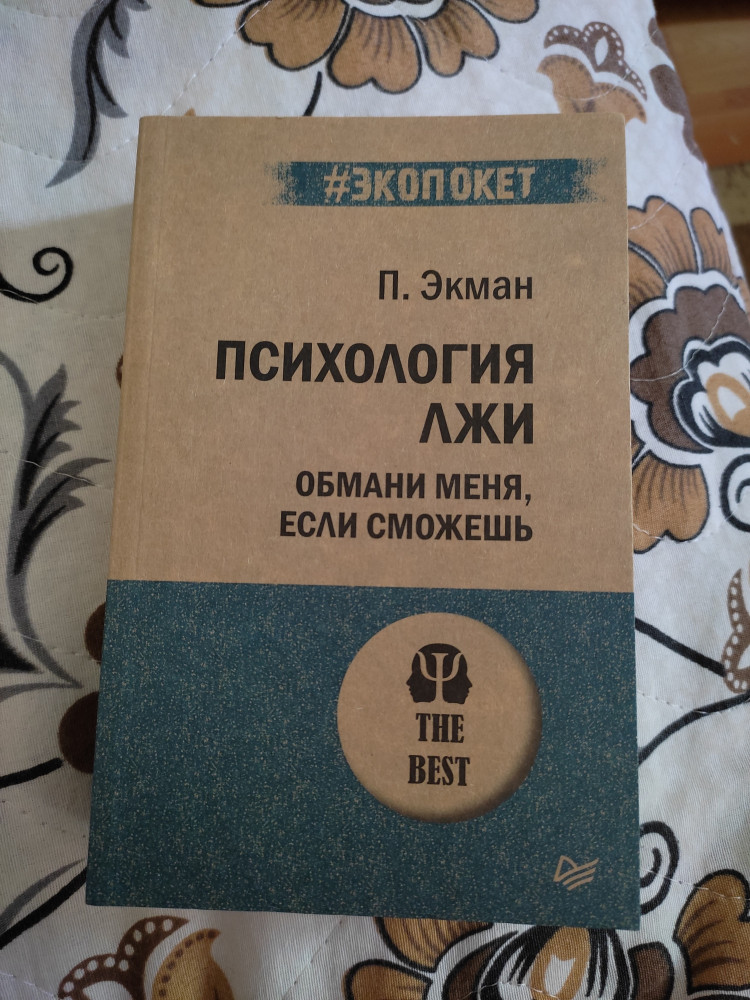 #ЭКОПОКЕТ
П. Экман
ПСИХОЛОГИЯ
ЛЖИ
ОБМАНИ МЕНЯ,
ЕСЛИ СМОЖЕШЬ
Ψ
THE
BEST